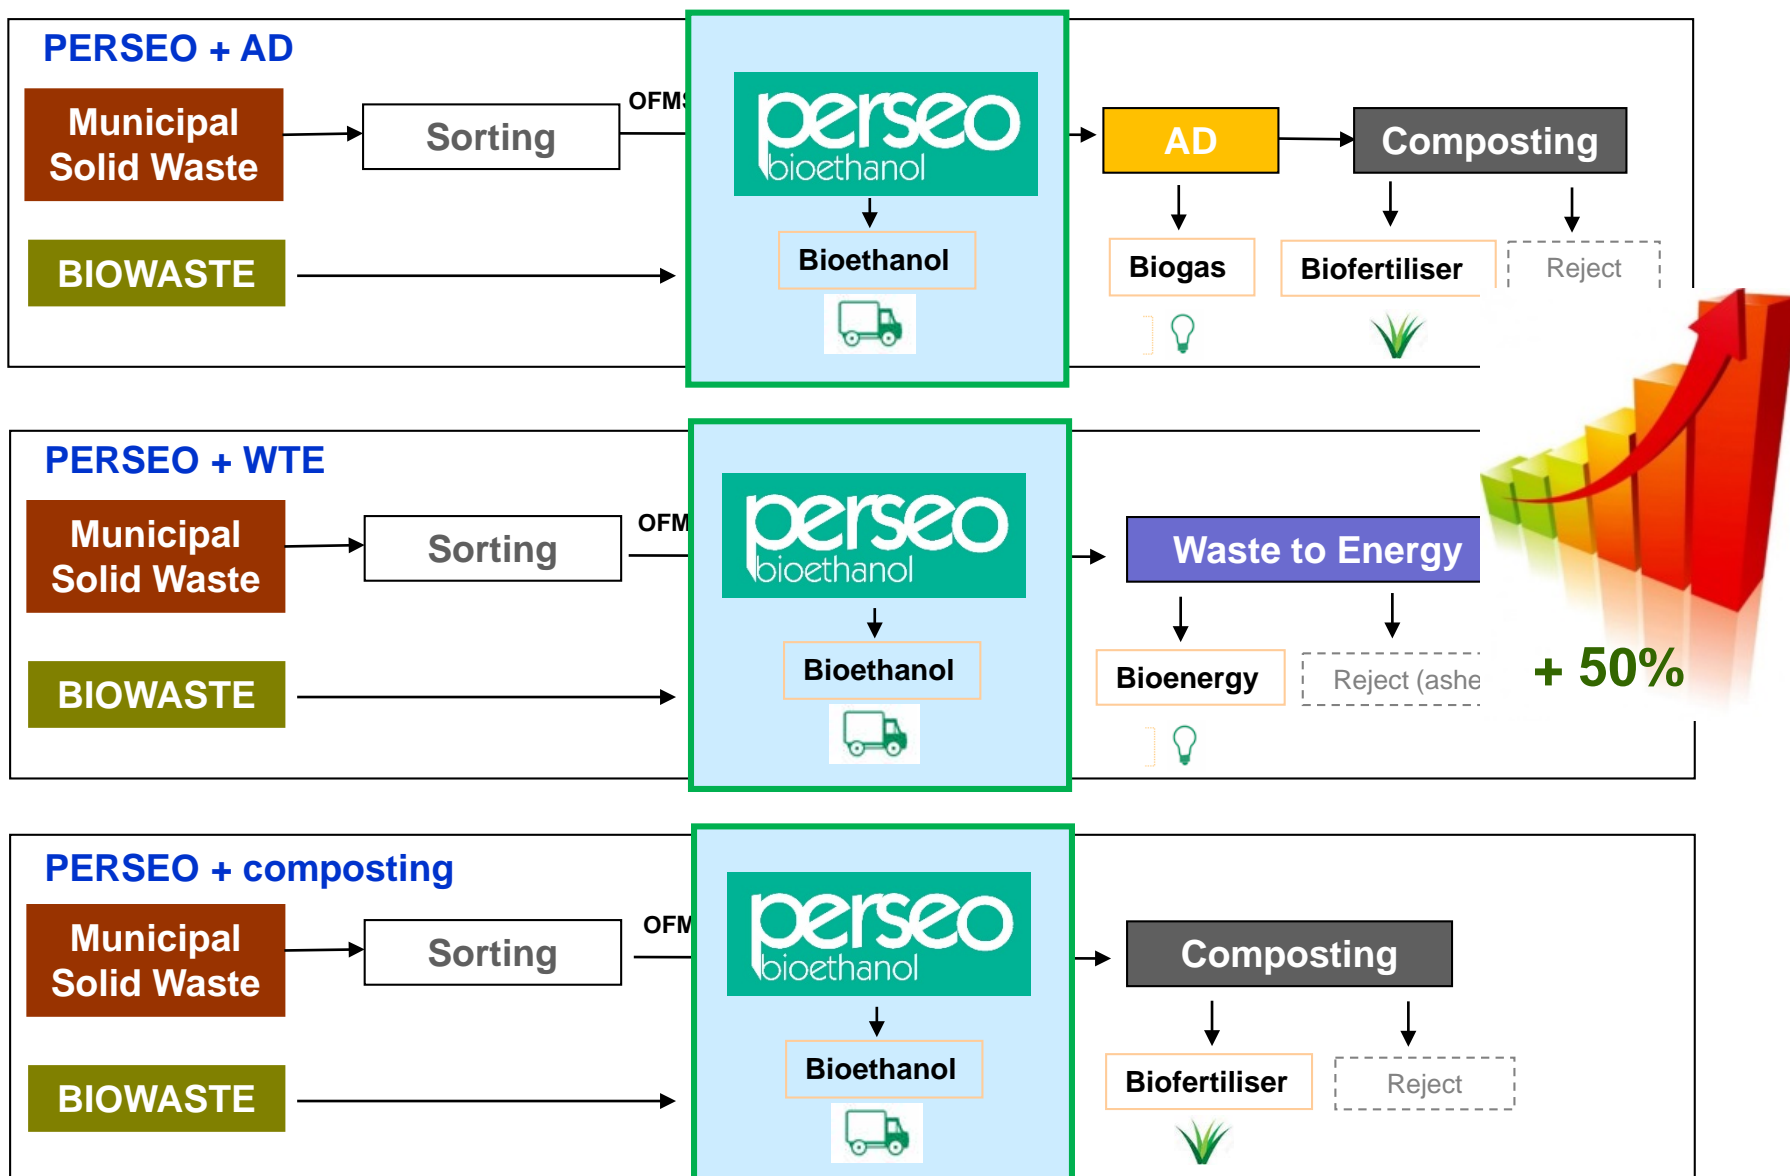 PERSEO + AD
Municipal
Solid Waste
Sorting
perseo
bioethanol
AD
Composting
BIOWASTE
Bioethanol
Biogas
Biofertiliser
Reject
PERSEO + WTE
Municipal
Solid Waste
Sorting
OFM
perseo
bioethanol
Waste to Energy
BIOWASTE
Bioethanol
Bioenergy
Reject (ashe
+ 50%
PERSEO + composting
Municipal
Solid Waste
Sorting
OFM
perseo
bioethanol
Composting
BIOWASTE
Bioethanol
Biofertiliser
Reject